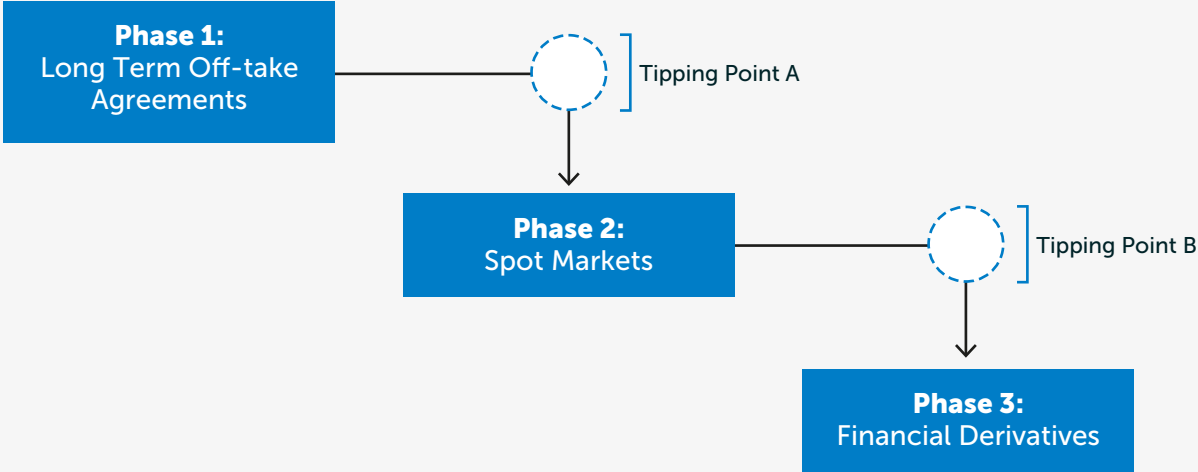 Phase 1:
Long Term Off-take
Agreements
Tipping Point A
Phase 2:
Spot Markets
Tipping Point B
Phase 3:
Financial Derivatives